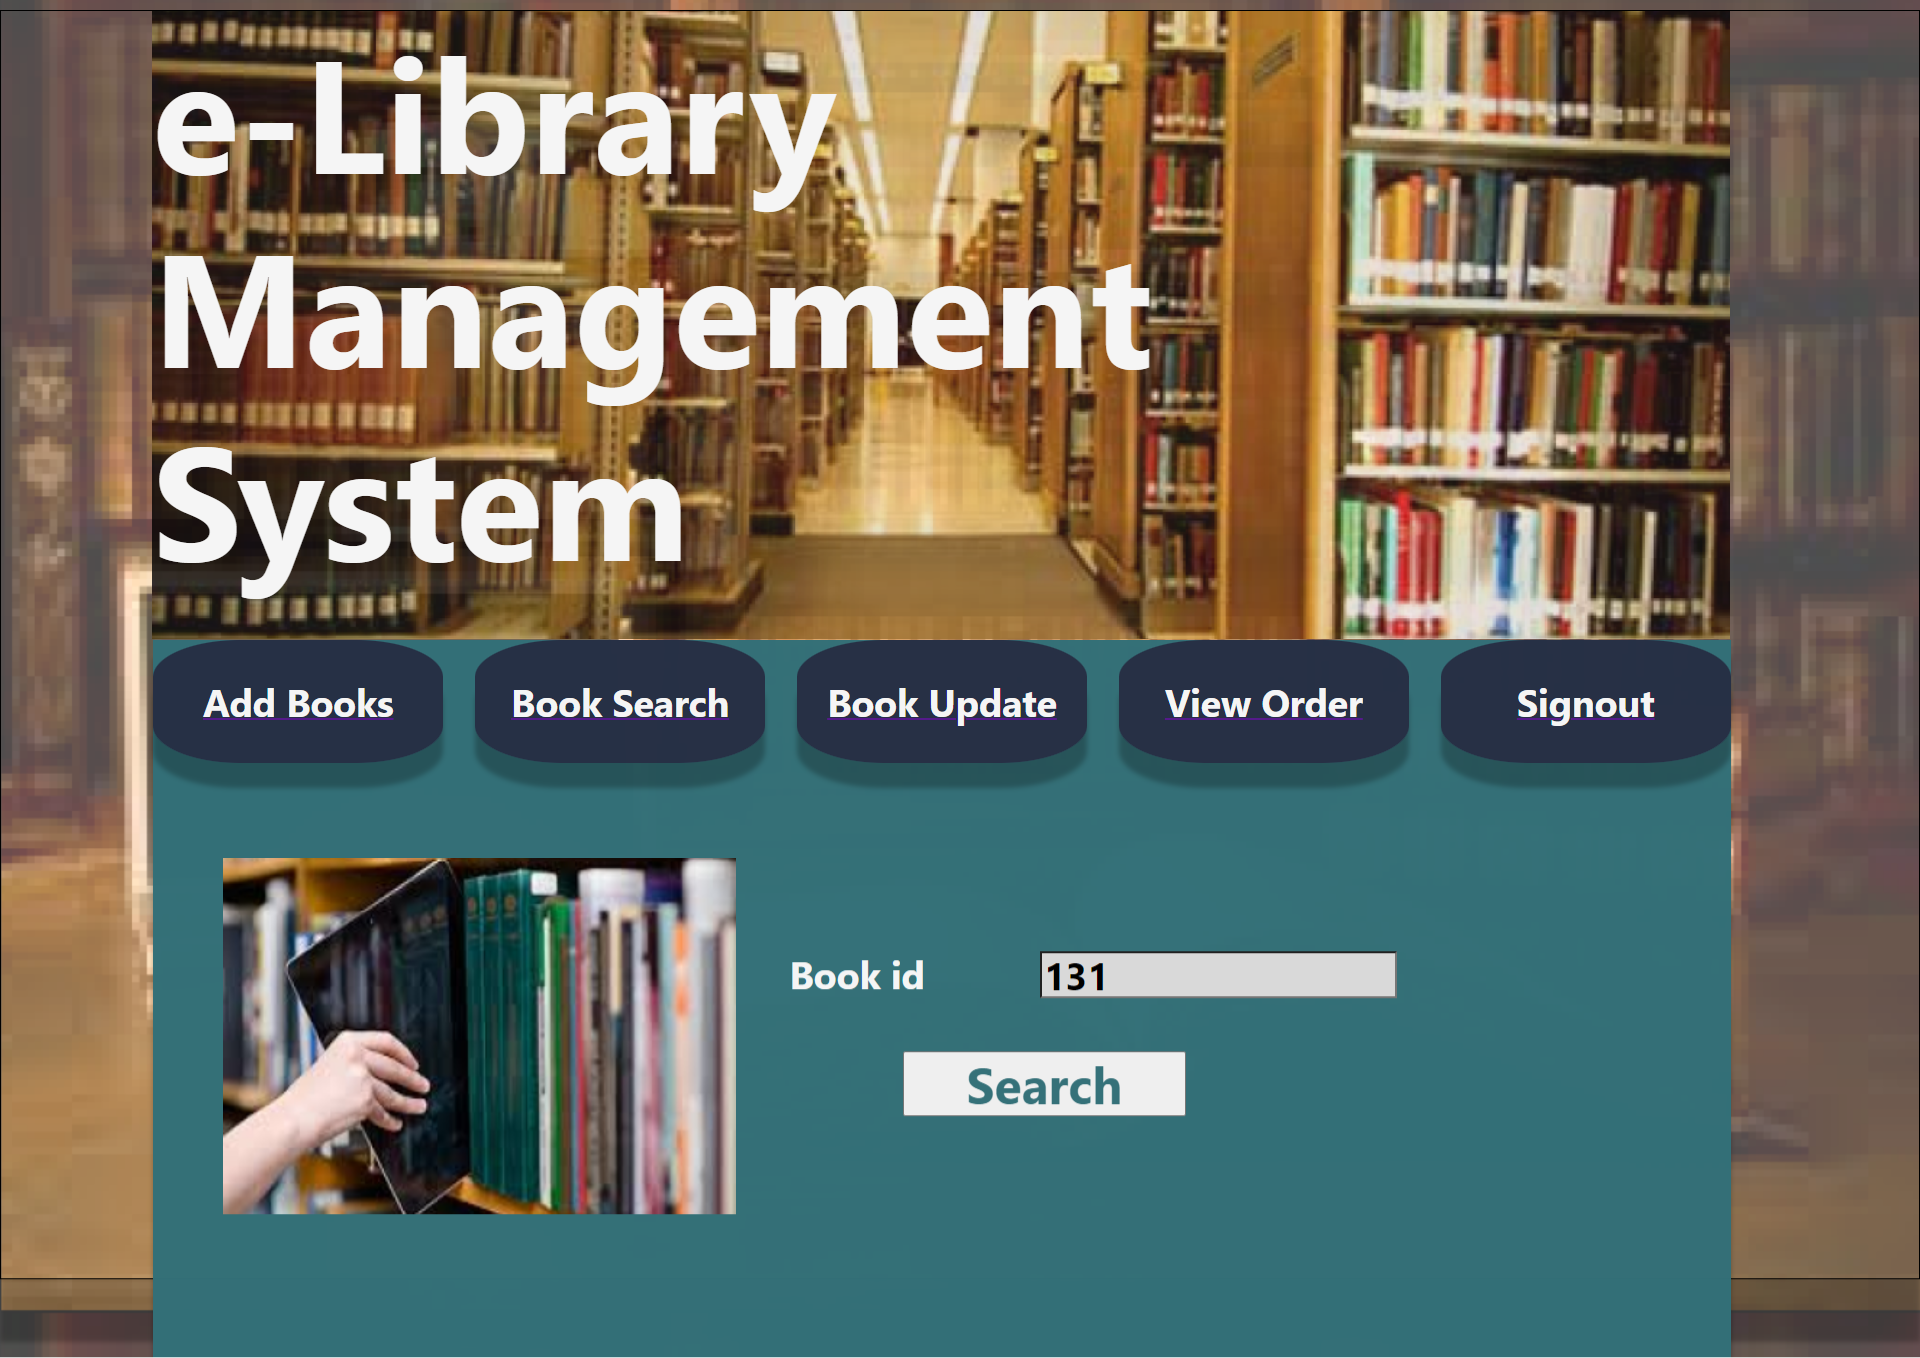 e-Library
Management
System
Add Books
Book Search
Book Update
View Order
Signout
Book id
131
Search